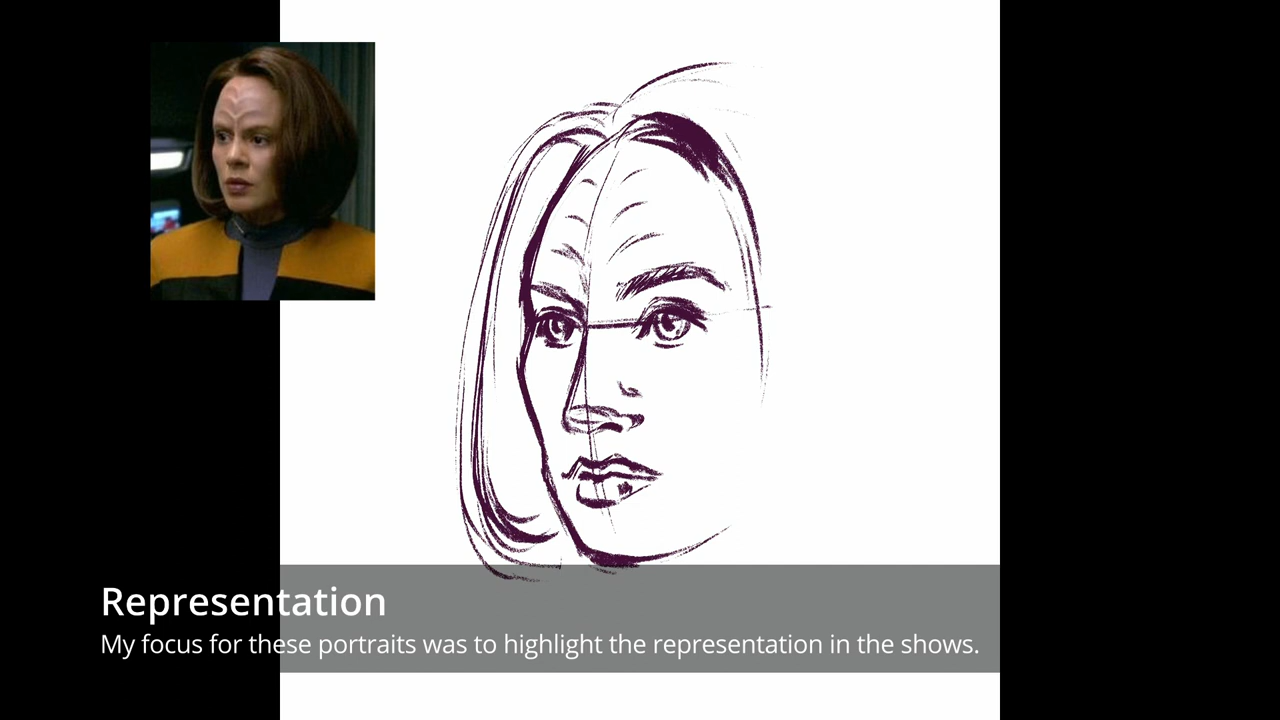 Representation
My focus for these portraits was to highlight the representation in the shows.